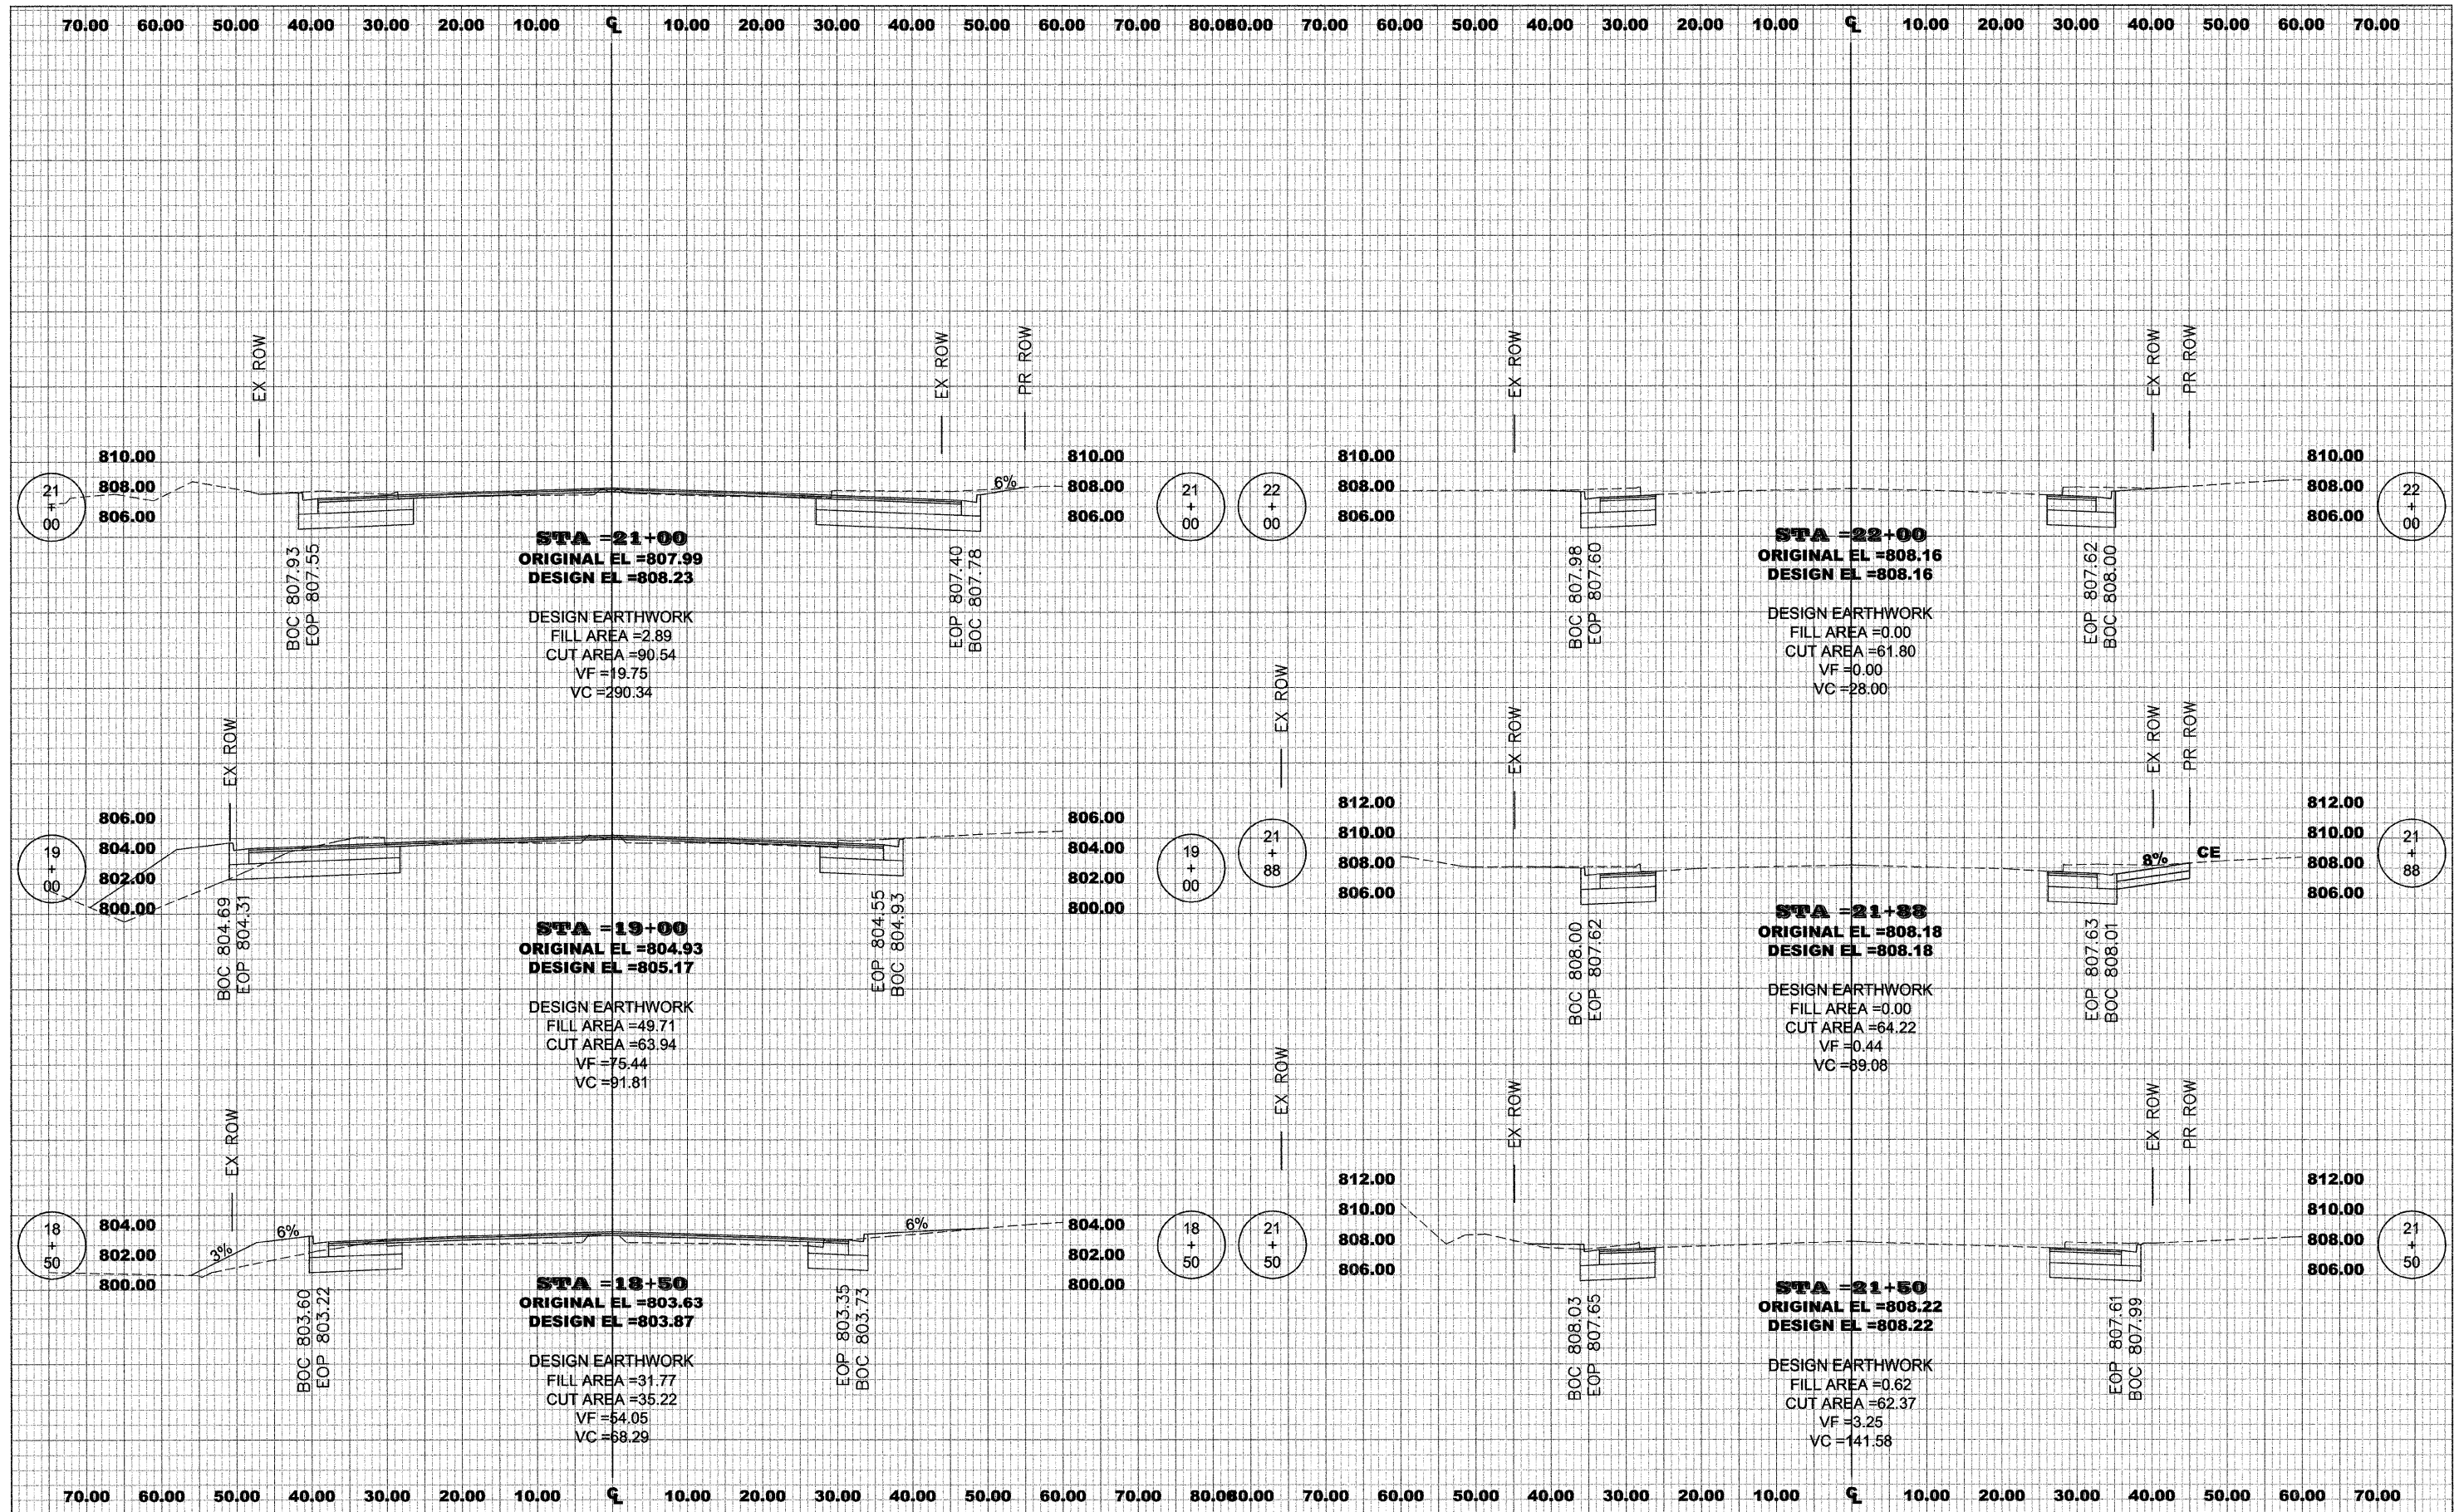 70.00 60.00 50.00 40.00 30.00 20.00 10.00 ℄ 10.00 20.00 30.00 40.00 50.00 60.00 70.00 80.00
80.00 70.00 60.00 50.00 40.00 30.00 20.00 10.00 ℄ 10.00 20.00 30.00 40.00 50.00 60.00 70.00
EX ROW
EX ROW
PR ROW
21
+
00
810.00
808.00
806.00
6%
810.00
808.00
806.00
21
+
00
BOC 807.93
EOP 807.55
EOP 807.40
BOC 807.78
STA =21+00
ORIGINAL EL =807.99
DESIGN EL =808.23
DESIGN EARTHWORK
FILL AREA =2.89
CUT AREA =90.54
VF =19.75
VC =290.34
EX ROW
19
+
00
806.00
804.00
802.00
800.00
806.00
804.00
802.00
800.00
19
+
00
BOC 804.69
EOP 804.31
EOP 804.55
BOC 804.93
STA =19+00
ORIGINAL EL =804.93
DESIGN EL =805.17
DESIGN EARTHWORK
FILL AREA =49.71
CUT AREA =63.94
VF =75.44
VC =91.81
EX ROW
18
+
50
804.00
802.00
800.00
3%
6%
6%
804.00
802.00
800.00
18
+
50
BOC 803.60
EOP 803.22
EOP 803.35
BOC 803.73
STA =18+50
ORIGINAL EL =803.63
DESIGN EL =803.87
DESIGN EARTHWORK
FILL AREA =31.77
CUT AREA =35.22
VF =54.05
VC =68.29
EX ROW
EX ROW
PR ROW
22
+
00
810.00
808.00
806.00
810.00
808.00
806.00
22
+
00
BOC 807.98
EOP 807.60
EOP 807.62
BOC 808.00
STA =22+00
ORIGINAL EL =808.16
DESIGN EL =808.16
DESIGN EARTHWORK
FILL AREA =0.00
CUT AREA =61.80
VF =0.00
VC =28.00
EX ROW
EX ROW
EX ROW
PR ROW
21
+
88
812.00
810.00
808.00
806.00
8%
CE
812.00
810.00
808.00
806.00
21
+
88
BOC 808.00
EOP 807.62
EOP 807.63
BOC 808.01
STA =21+88
ORIGINAL EL =808.18
DESIGN EL =808.18
DESIGN EARTHWORK
FILL AREA =0.00
CUT AREA =64.22
VF =0.44
VC =89.08
EX ROW
EX ROW
EX ROW
PR ROW
21
+
50
812.00
810.00
808.00
806.00
812.00
810.00
808.00
806.00
21
+
50
BOC 808.03
EOP 807.65
EOP 807.61
BOC 807.99
STA =21+50
ORIGINAL EL =808.22
DESIGN EL =808.22
DESIGN EARTHWORK
FILL AREA =0.62
CUT AREA =62.37
VF =3.25
VC =141.58
70.00 60.00 50.00 40.00 30.00 20.00 10.00 ℄ 10.00 20.00 30.00 40.00 50.00 60.00 70.00 80.00
80.00 70.00 60.00 50.00 40.00 30.00 20.00 10.00 ℄ 10.00 20.00 30.00 40.00 50.00 60.00 70.00